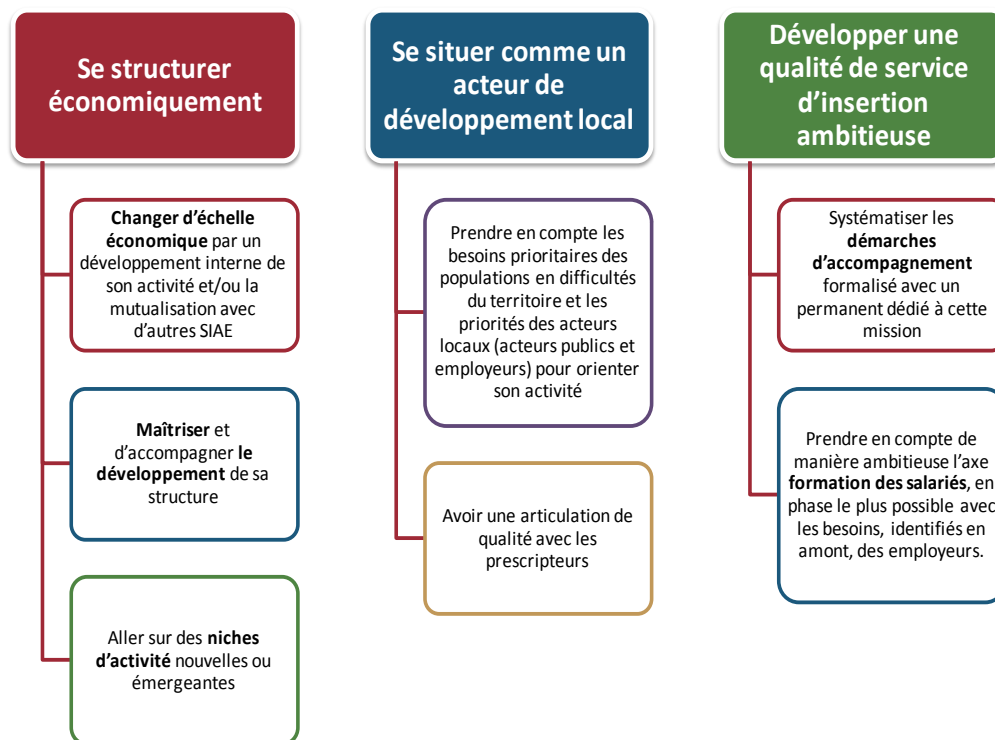 Se structurer
économiquement
Changer d'échelle
économique par un
développement interne de
son activité et/ou la
mutualisation avec
d'autres SIAE
Maîtriser et
d'accompagner le
développement de sa
structure
Aller sur des niches
d'activité nouvelles ou
émergeantes
Se situer comme un
acteur de
développement local
Prendre en compte les
besoins prioritaires des
populations en difficultés
du territoire et les
priorités des acteurs
locaux (acteurs publics et
employeurs) pour orienter
son activité
Avoir une articulation de
qualité avec les
prescripteurs
Développer une
qualité de service
d'insertion
ambitieuse
Systématiser les
démarches
d'accompagnement
formalisé avec un
permanent dédié à cette
mission
Prendre en compte de
manière ambitieuse l'axe
formation des salariés, en
phase le plus possible avec
les besoins, identifiés en
amont, des employeurs.